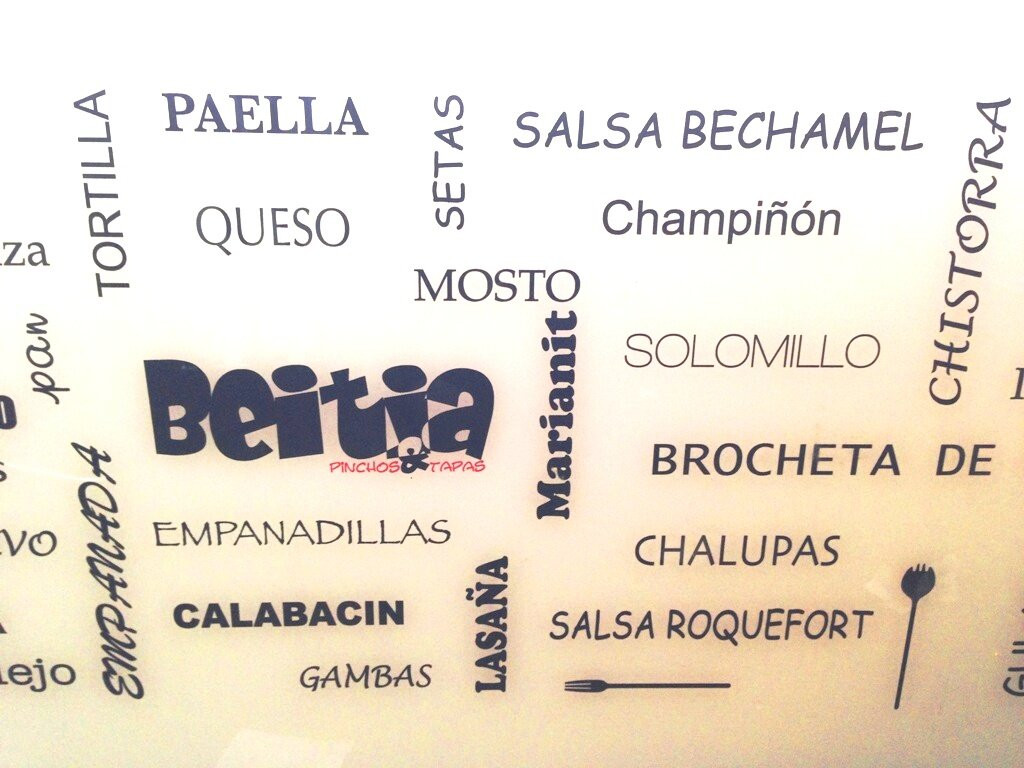 TORTILLA
PAELLA
SETAS
SALSA BECHAMEL
CHISTORRA
QUESO
Champiñón
MOSTO
pan
Marianit
SOLOMILLO
Beitia
PINCHOS & TAPAS
BROCHETA DE
EMPANADA
EMPANADILLAS
CHALUPAS
LASAÑA
CALABACIN
SALSA ROQUEFORT
GAMBAS